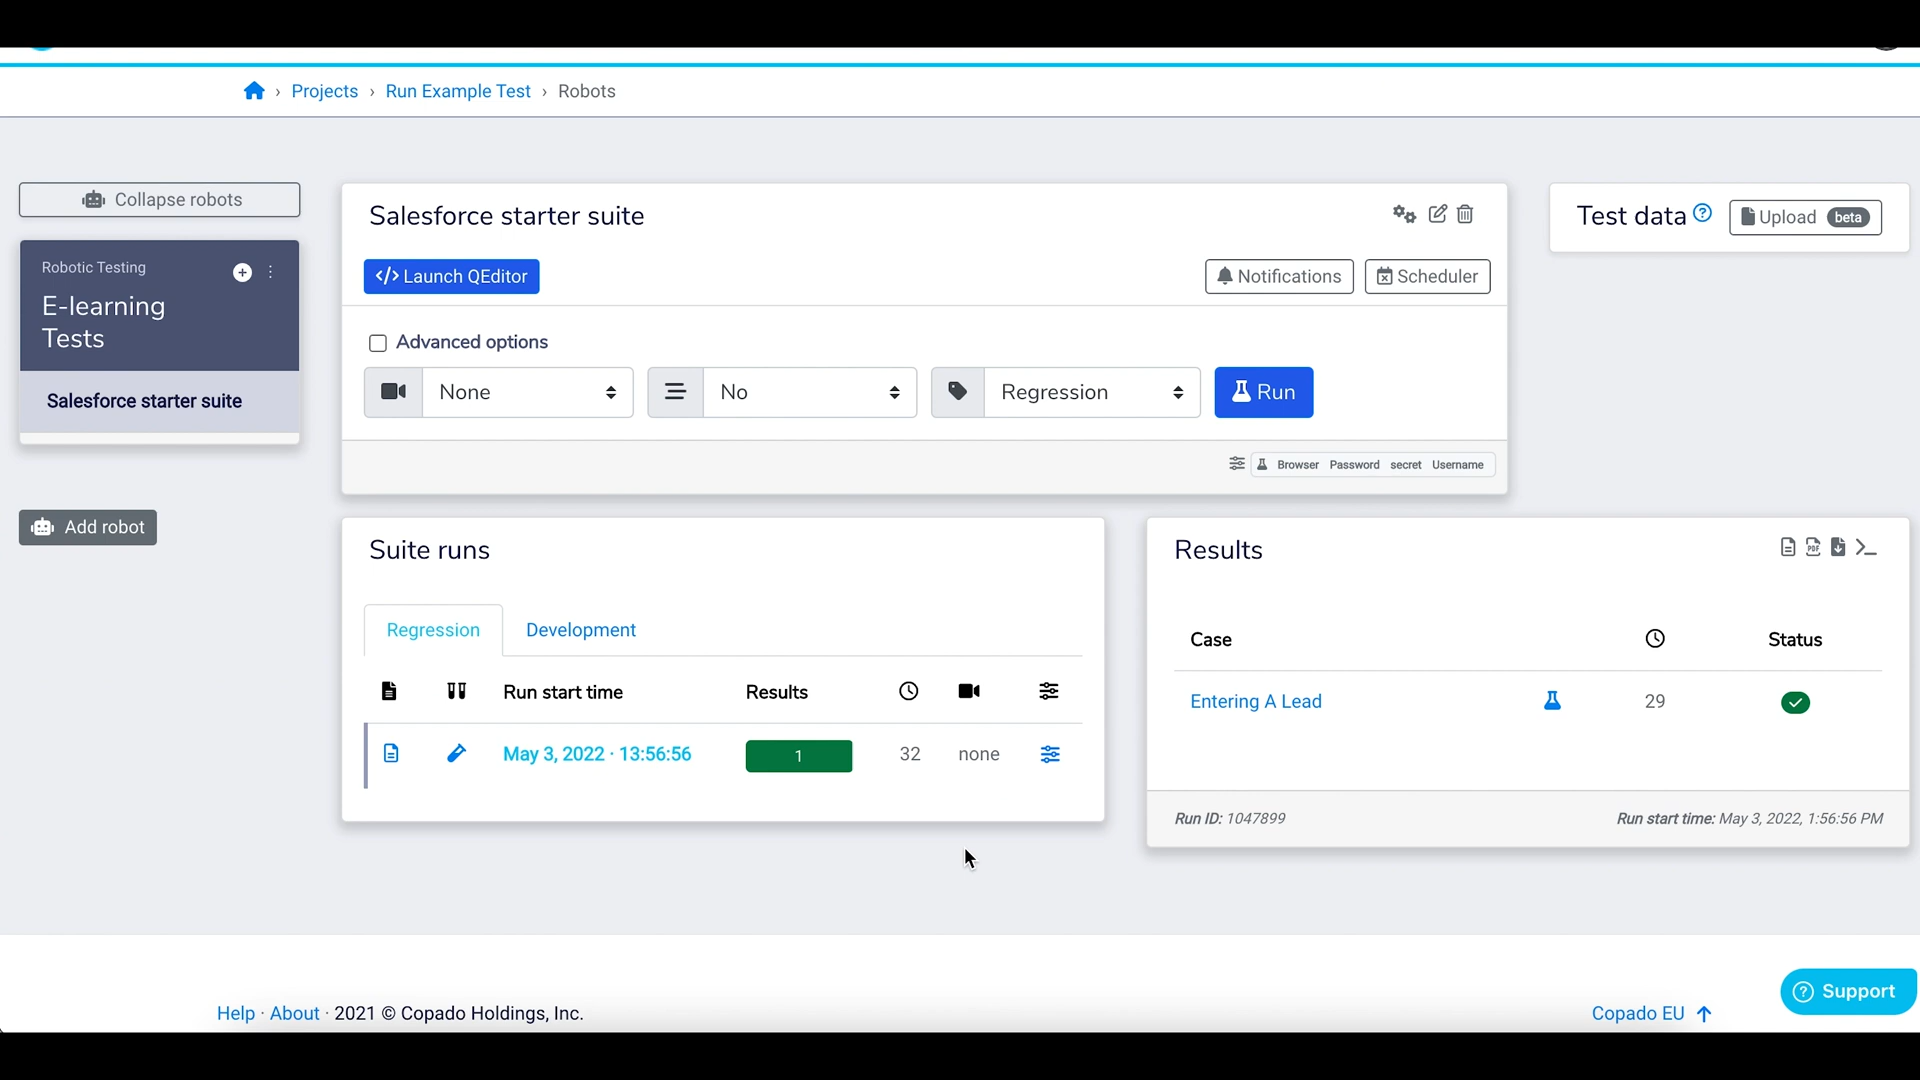 Projects › Run Example Test › Robots
Collapse robots
Robotic Testing
E-learning
Tests
Salesforce starter suite
Add robot
Salesforce starter suite
</> Launch QEditor
Notifications
Scheduler
Advanced options
None
No
Regression
Run
Browser Password secret Username
Test data
Upload beta
Suite runs
Regression
Development
Run start time Results
May 3, 2022 · 13:56:56 1 32 none
Results
PDF
Case Status
Entering A Lead 29
Run ID: 1047899
Run start time: May 3, 2022, 1:56:56 PM
Support
Help · About · 2021 © Copado Holdings, Inc.
Copado EU